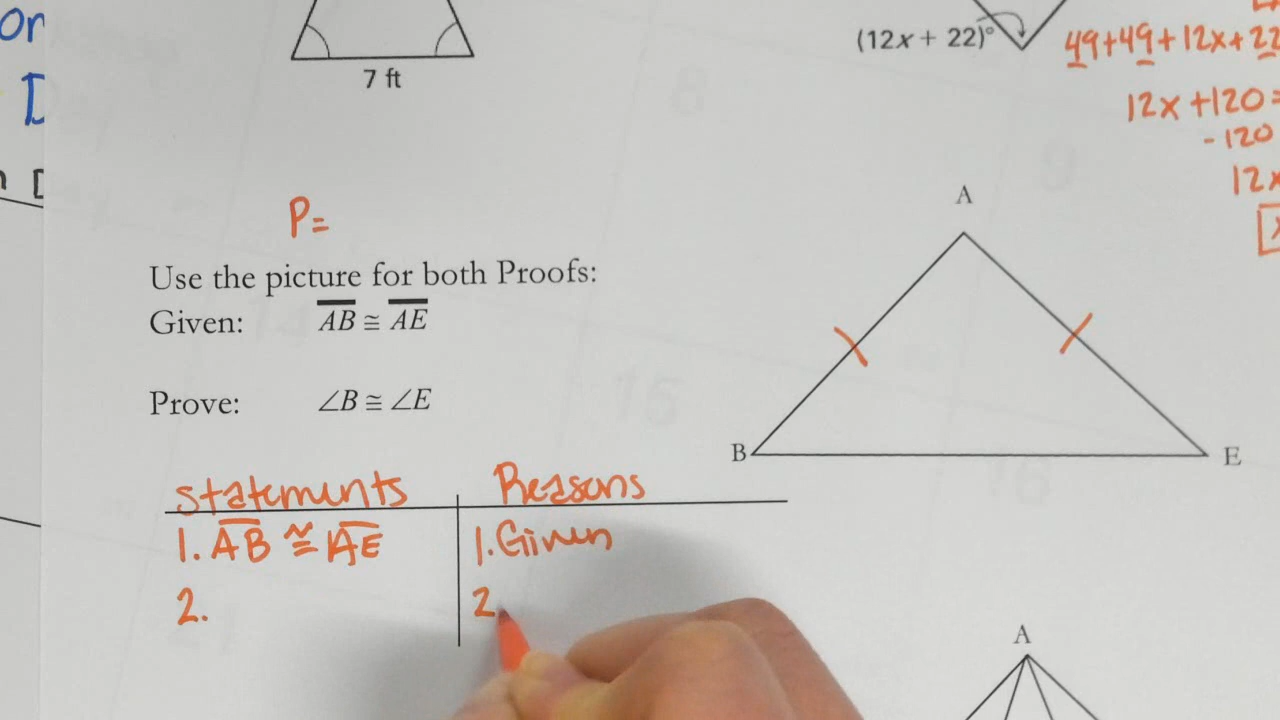 or
D
7 ft
(12x + 22)°
49+49+12x+22
12x +120=
-120
12x
P=
A
Use the picture for both Proofs:
Given: AB ≅ AE
Prove: ∠B ≅ ∠E
B
E
statements Reasons
1. AB ≅ AE 1. Given
2. 2.
A